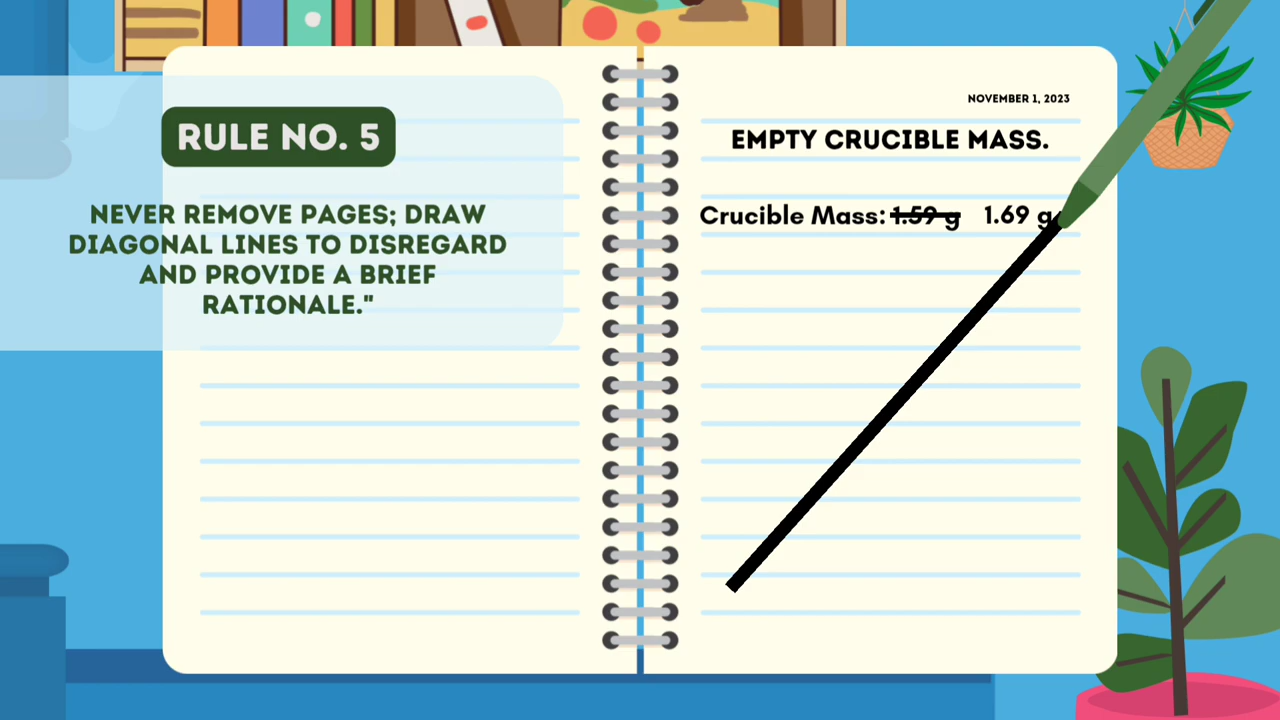 RULE NO. 5
NEVER REMOVE PAGES; DRAW
DIAGONAL LINES TO DISREGARD
AND PROVIDE A BRIEF
RATIONALE."
NOVEMBER 1, 2023
EMPTY CRUCIBLE MASS.
Crucible Mass: 1.59 g 1.69 g